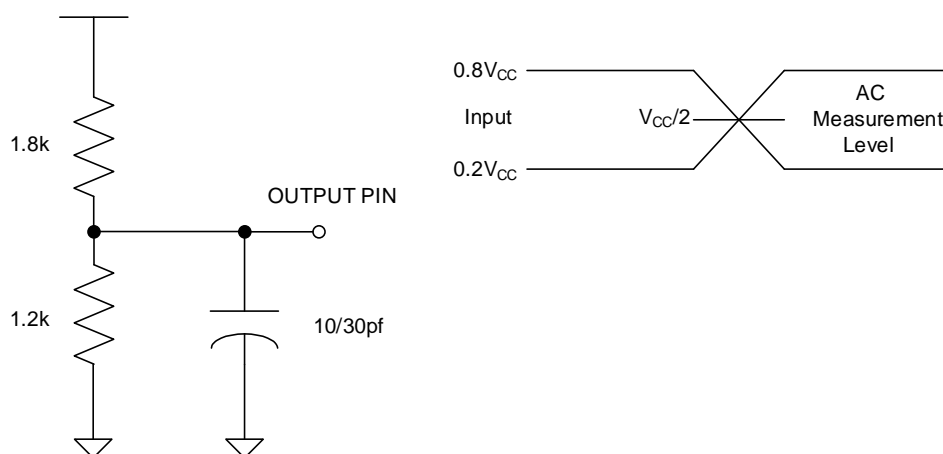 1.8k
OUTPUT PIN
1.2k
10/30pf
0.8VCC
Input
VCC/2
0.2VCC
AC
Measurement
Level